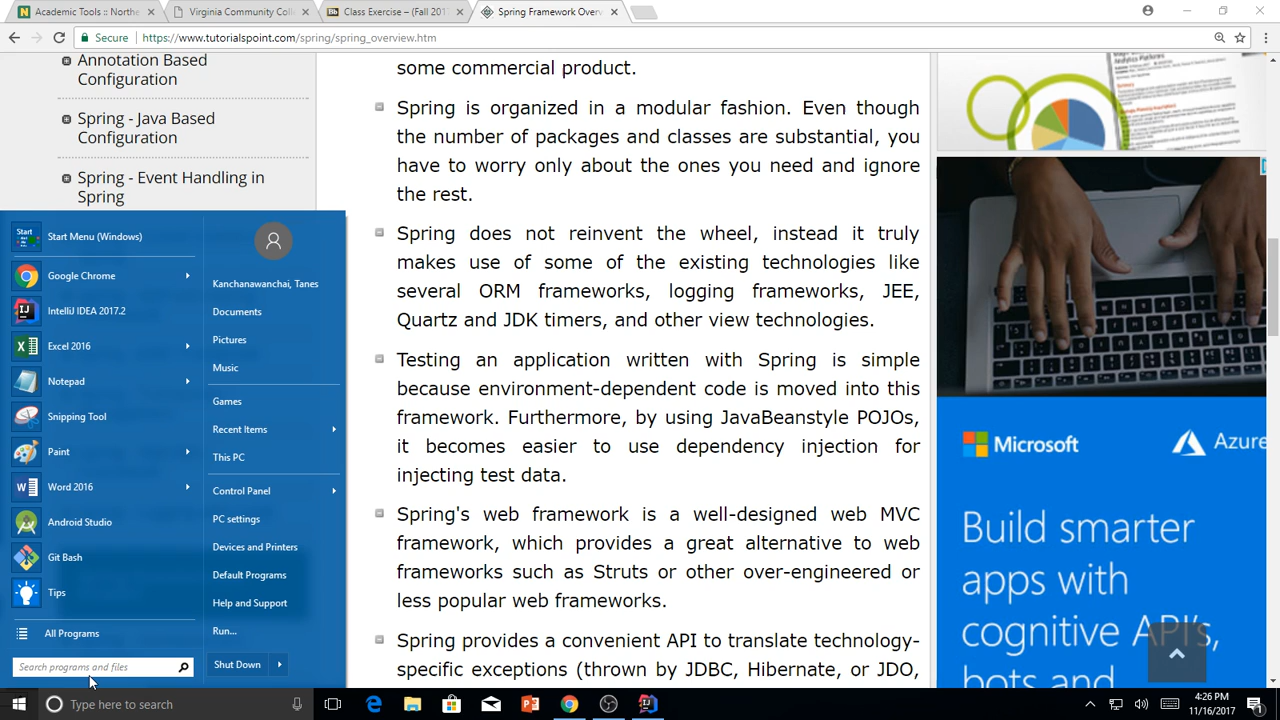 Academic Tools :: Northe
Virginia Community Coll
Class Exercise – (Fall 201
Spring Framework Over
Secure
https://www.tutorialspoint.com/spring/spring_overview.htm
Annotation Based
Configuration
Spring - Java Based
Configuration
Spring - Event Handling in
Spring
Start Menu (Windows)
Google Chrome
IntelliJ IDEA 2017.2
Excel 2016
Notepad
Snipping Tool
Paint
Word 2016
Android Studio
Git Bash
Tips
All Programs
Search programs and files
Kanchanawanchai, Tanes
Documents
Pictures
Music
Games
Recent Items
This PC
Control Panel
PC settings
Devices and Printers
Default Programs
Help and Support
Run...
Shut Down
some commercial product.
Spring is organized in a modular fashion. Even though
the number of packages and classes are substantial, you
have to worry only about the ones you need and ignore
the rest.
Spring does not reinvent the wheel, instead it truly
makes use of some of the existing technologies like
several ORM frameworks, logging frameworks, JEE,
Quartz and JDK timers, and other view technologies.
Testing an application written with Spring is simple
because environment-dependent code is moved into this
framework. Furthermore, by using JavaBeanstyle POJOs,
it becomes easier to use dependency injection for
injecting test data.
Spring's web framework is a well-designed web MVC
framework, which provides a great alternative to web
frameworks such as Struts or other over-engineered or
less popular web frameworks.
Spring provides a convenient API to translate technology-
specific exceptions (thrown by JDBC, Hibernate, or JDO,
Microsoft
Azure
Build smarter
apps with
cognitive API's,
bots and
Type here to search
4:26 PM
11/16/2017